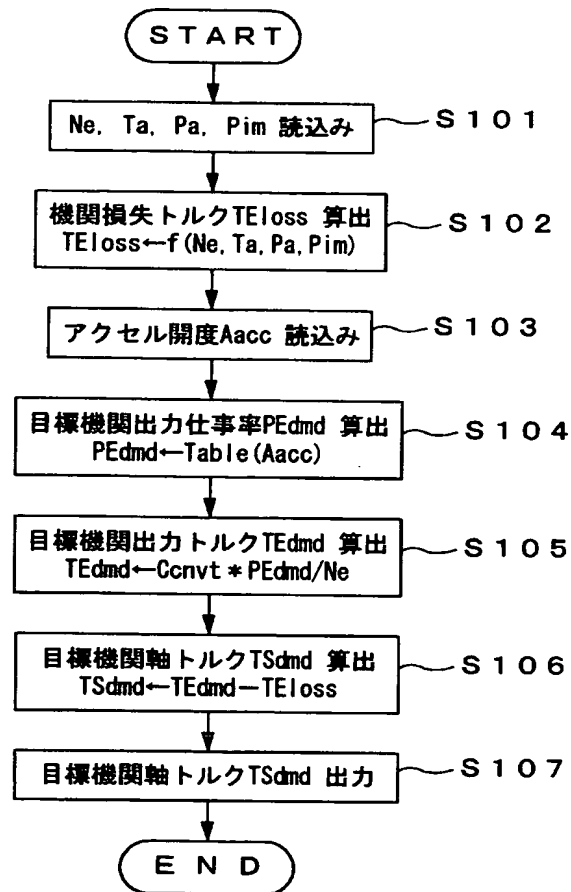 START
Ne, Ta, Pa, Pim 読込み
S101
機関損失トルクTEloss 算出
TEloss←f(Ne,Ta,Pa,Pim)
S102
アクセル開度Aacc 読込み
S103
目標機関出力仕事率PEdmd 算出
PEdmd←Table(Aacc)
S104
目標機関出力トルクTEdmd 算出
TEdmd←Ccnvt*PEdmd/Ne
S105
目標機関軸トルクTSdmd 算出
TSdmd←TEdmd−TEloss
S106
目標機関軸トルクTSdmd 出力
S107
END